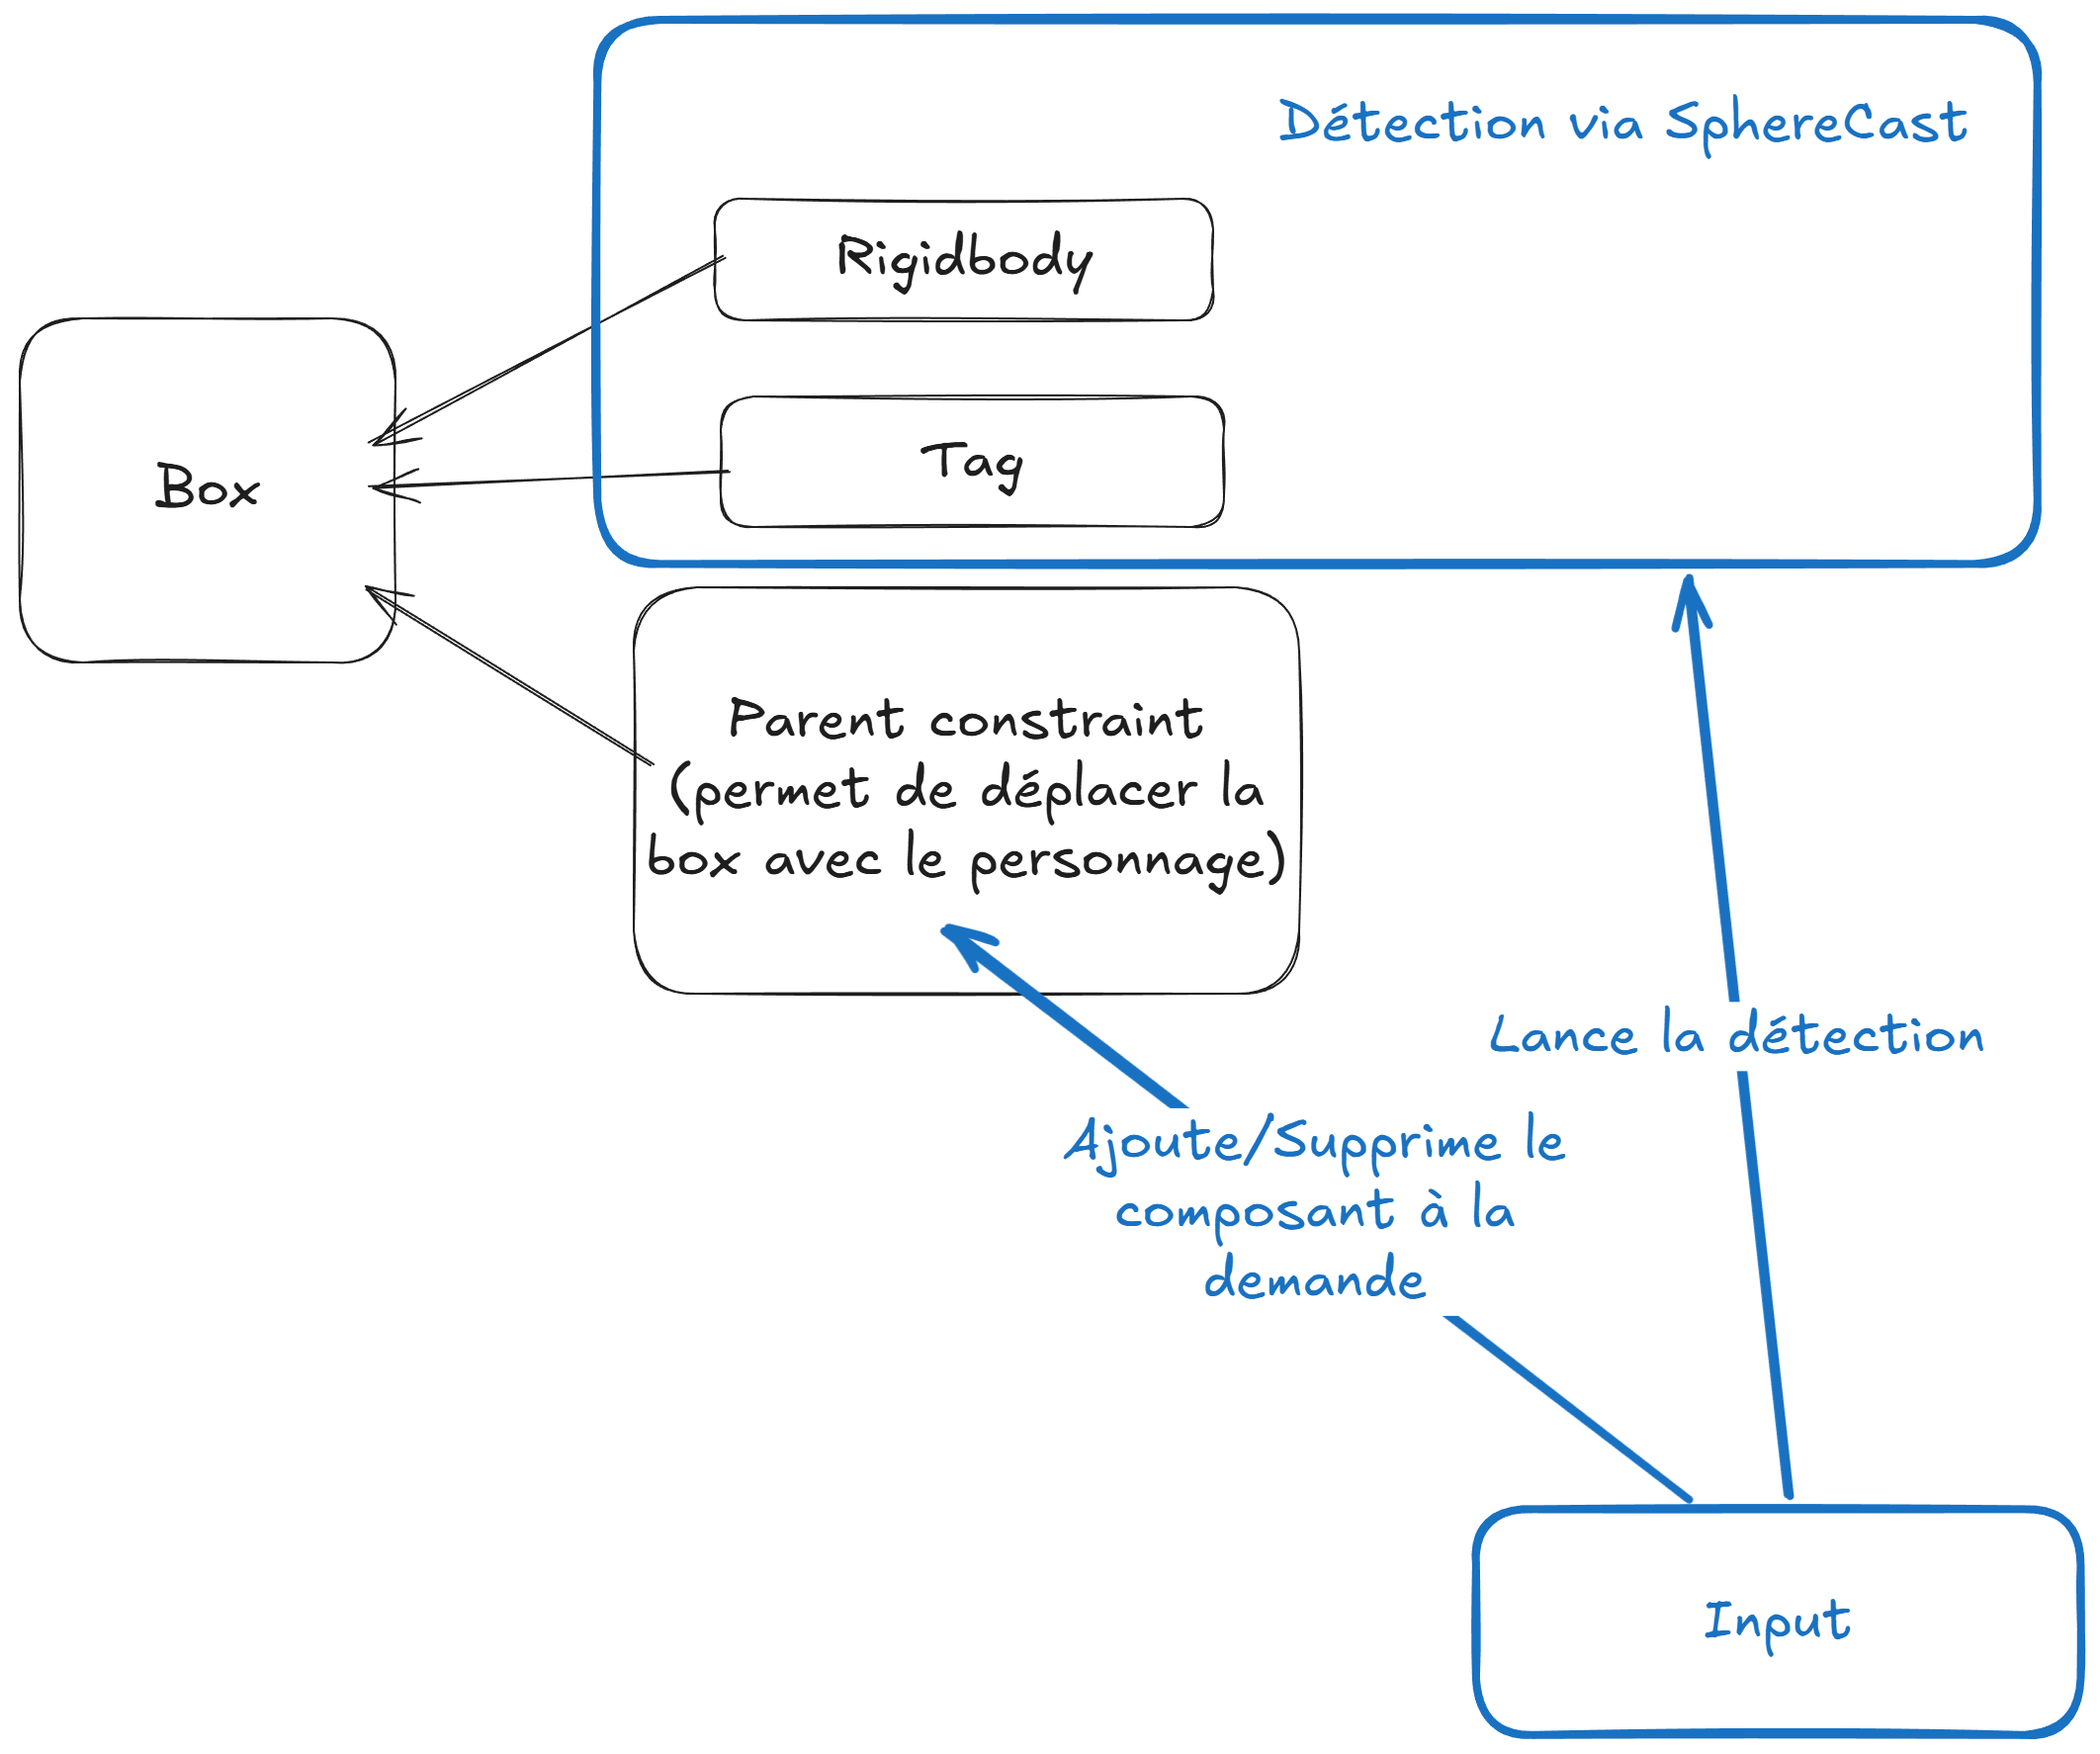 Détection via SphereCast
Rigidbody
Tag
Box
Parent constraint
(permet de déplacer la
box avec le personnage)
Lance la détection
Ajoute/Supprime le
composant à la
demande
Input